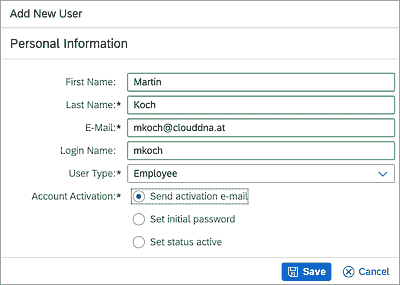 Add New User
Personal Information
First Name: Martin
Last Name:* Koch
E-Mail:* mkoch@clouddna.at
Login Name: mkoch
User Type:* Employee
Account Activation:* Send activation e-mail
Set initial password
Set status active
Save Cancel